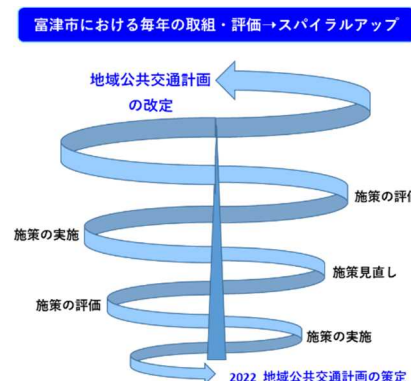 富津市における毎年の取組・評価→スパイラルアップ
地域公共交通計画
の改定
施策の評価
施策の実施
施策見直し
施策の評価
施策の実施
2022 地域公共交通計画の策定